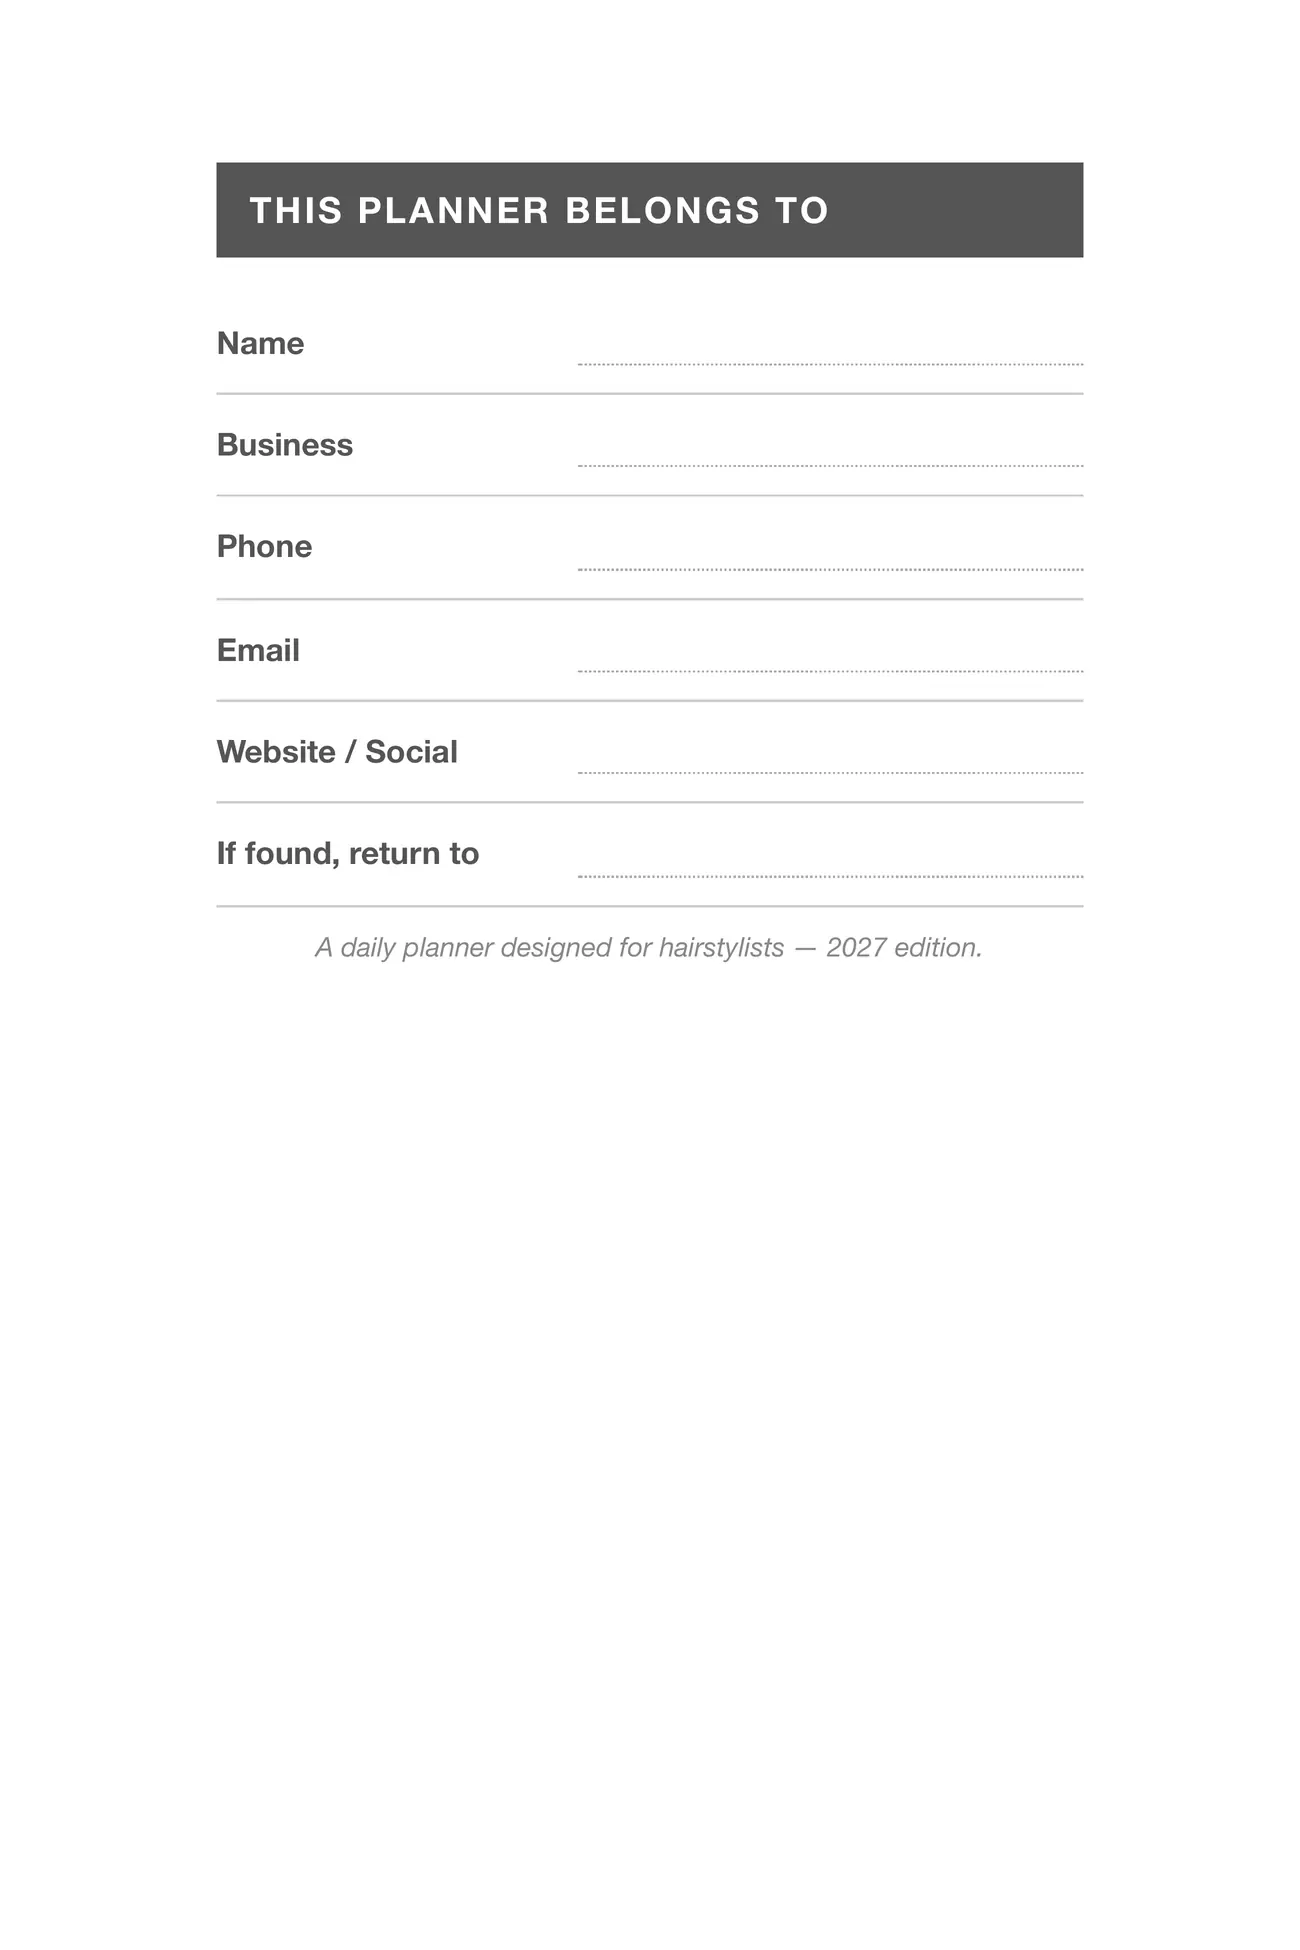 THIS PLANNER BELONGS TO
Name
Business
Phone
Email
Website / Social
If found, return to
A daily planner designed for hairstylists — 2027 edition.